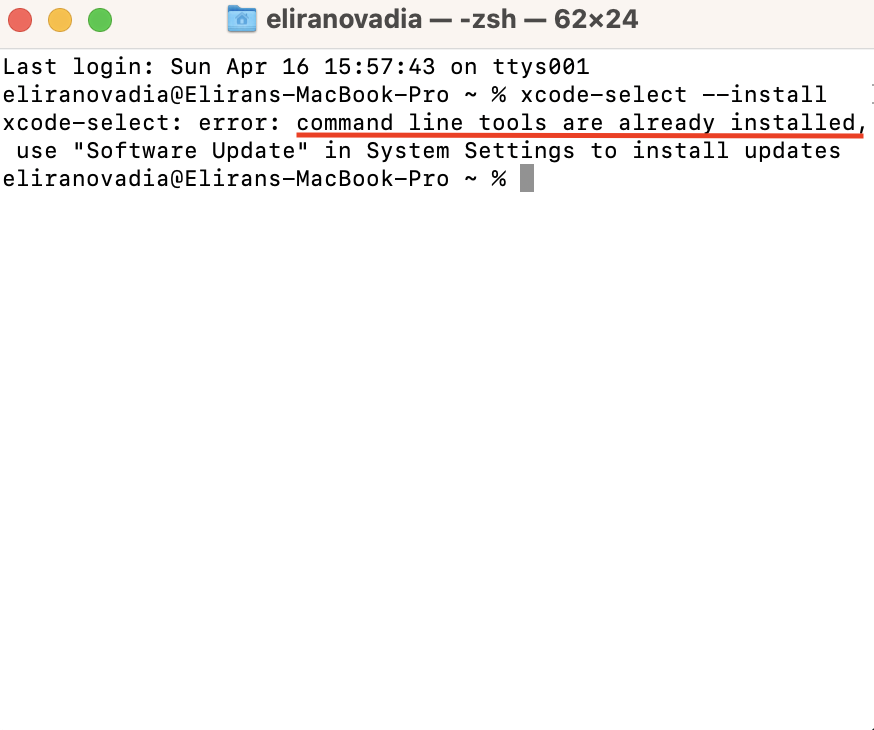 eliranovadia — -zsh — 62×24
Last login: Sun Apr 16 15:57:43 on ttys001
eliranovadia@Elirans-MacBook-Pro ~ % xcode-select --install
xcode-select: error: command line tools are already installed,
 use "Software Update" in System Settings to install updates
eliranovadia@Elirans-MacBook-Pro ~ %